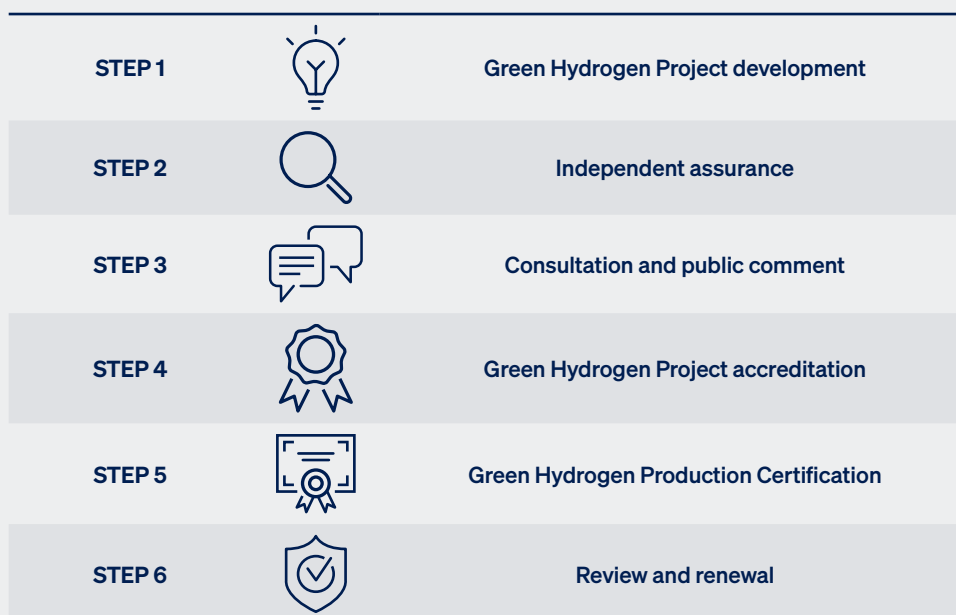 STEP 1 Green Hydrogen Project development
STEP 2 Independent assurance
STEP 3 Consultation and public comment
STEP 4 Green Hydrogen Project accreditation
STEP 5 Green Hydrogen Production Certification
STEP 6 Review and renewal